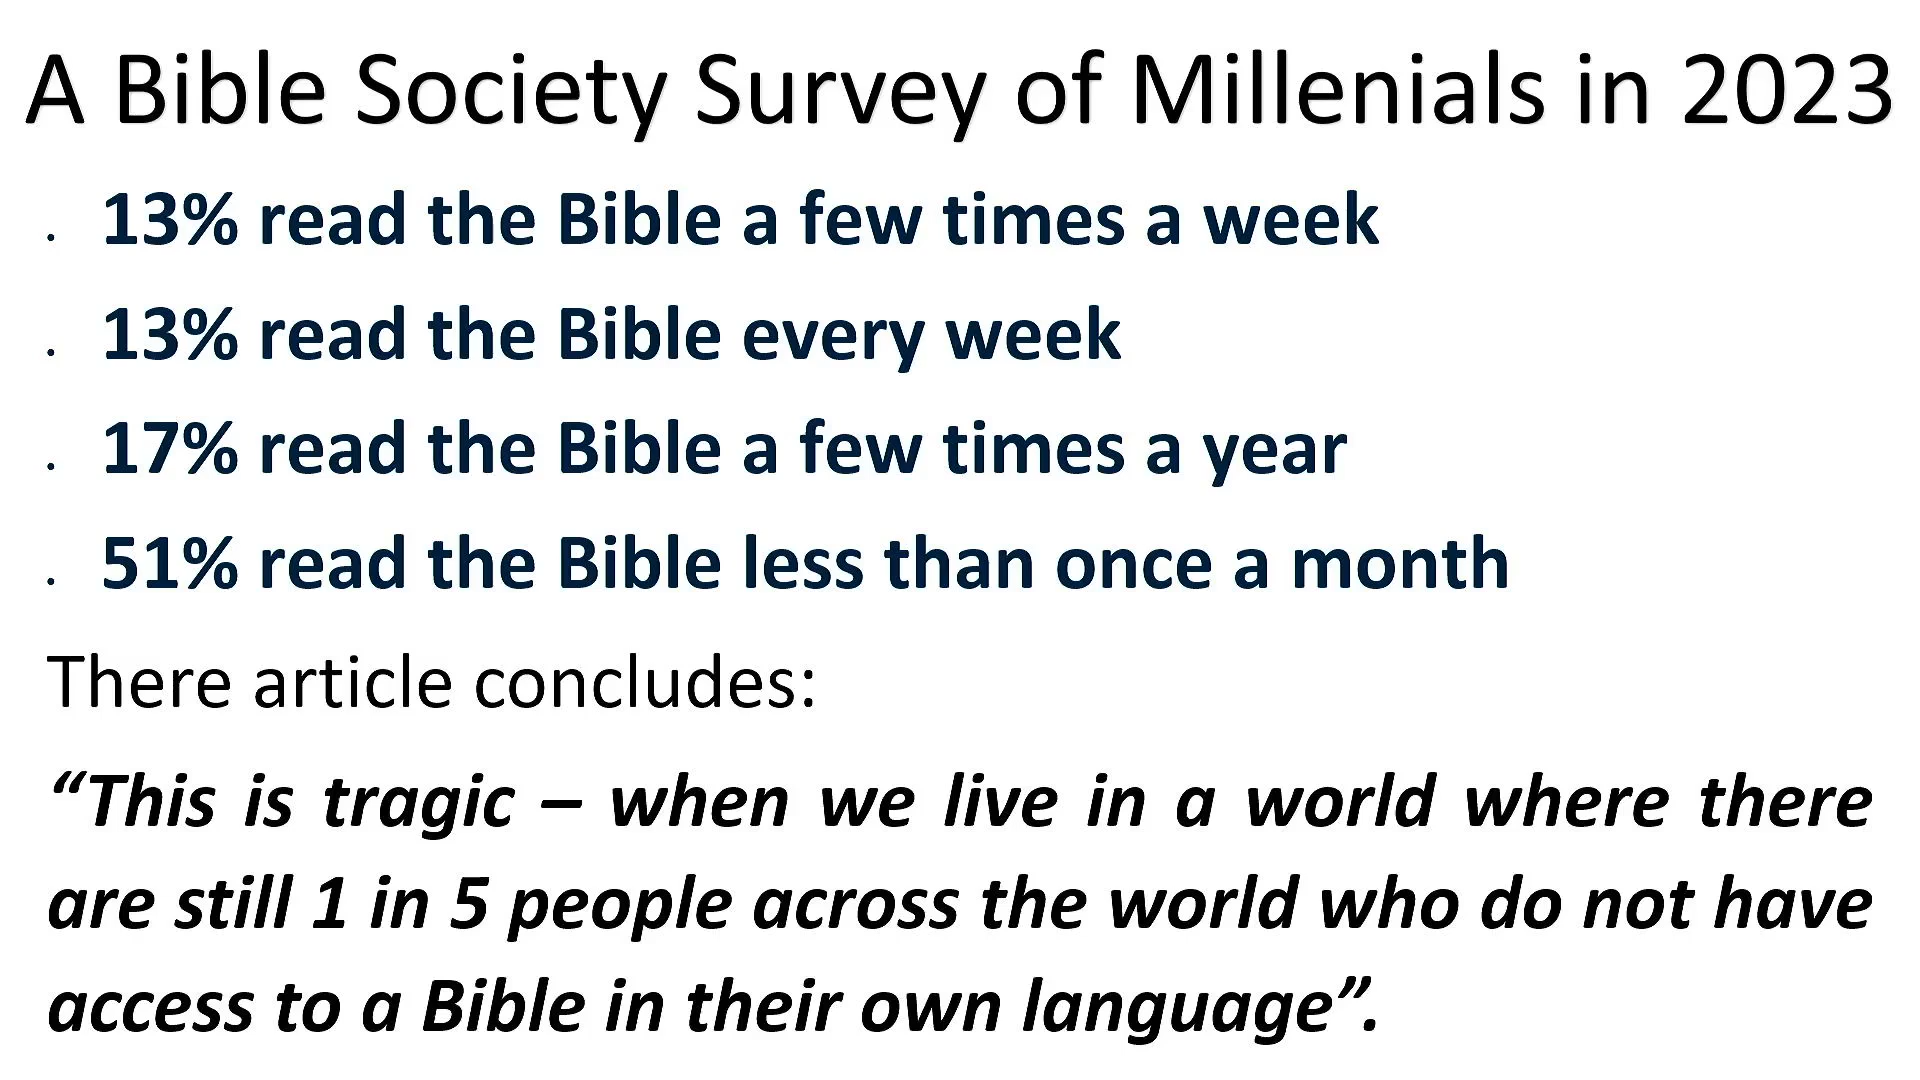 A Bible Society Survey of Millenials in 2023
. 13% read the Bible a few times a week
. 13% read the Bible every week
. 17% read the Bible a few times a year
. 51% read the Bible less than once a month
There article concludes:
“This is tragic – when we live in a world where there
are still 1 in 5 people across the world who do not have
access to a Bible in their own language”.